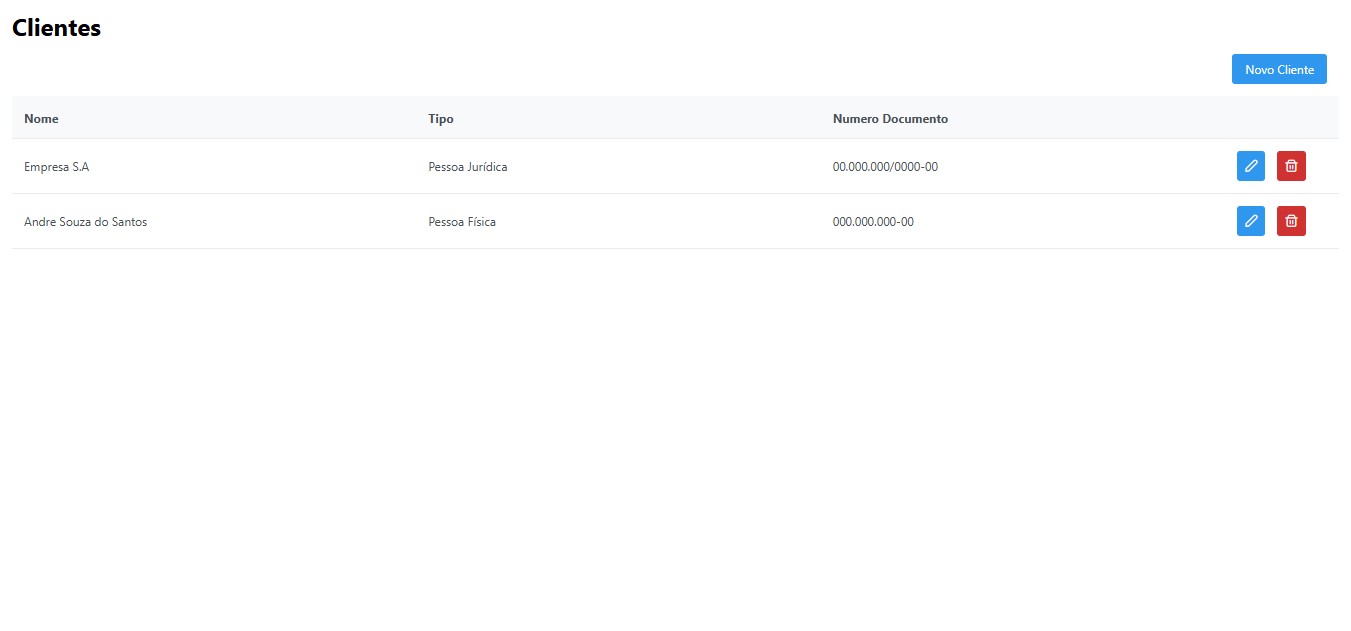 Clientes
Novo Cliente
Nome Tipo Numero Documento
Empresa S.A Pessoa Jurídica 00.000.000/0000-00
Andre Souza do Santos Pessoa Física 000.000.000-00